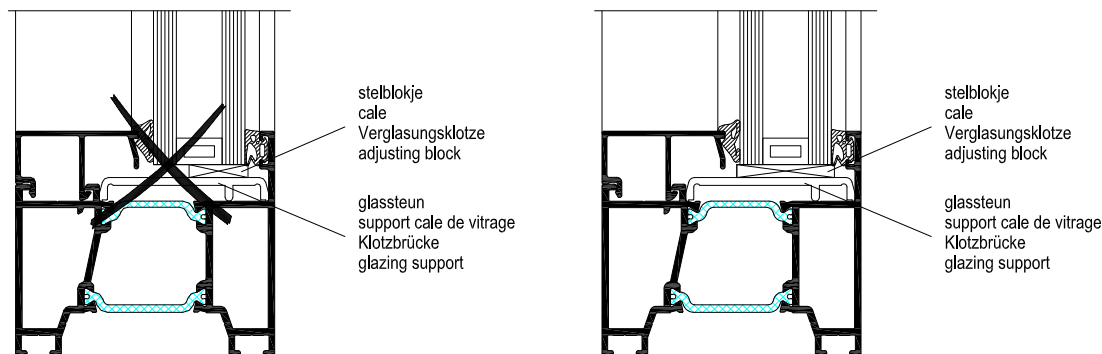 stelblokje
cale
Verglasungsklotze
adjusting block
glassteun
support cale de vitrage
Klotzbrücke
glazing support
stelblokje
cale
Verglasungsklotze
adjusting block
glassteun
support cale de vitrage
Klotzbrücke
glazing support